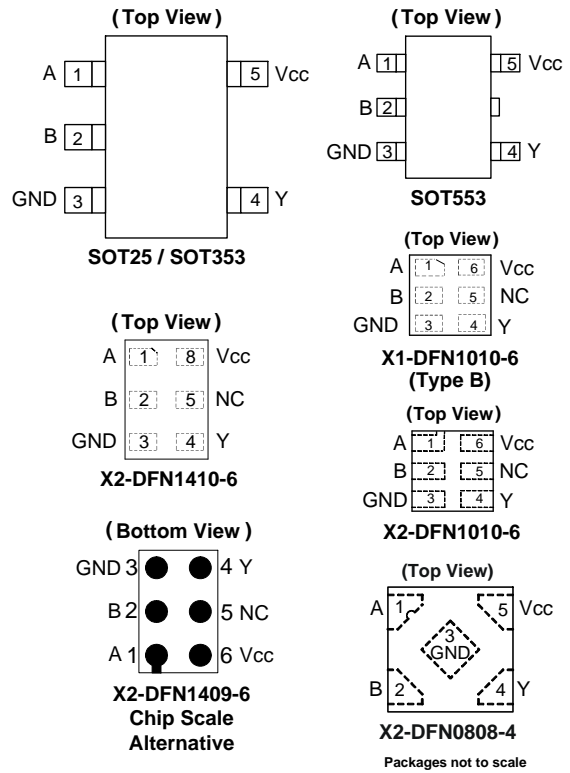 (Top View)
A 1 5 Vcc
B 2
GND 3 4 Y
SOT25 / SOT353
(Top View)
A 1 5 Vcc
B 2
GND 3 4 Y
SOT553
(Top View)
A 1 6 Vcc
B 2 5 NC
GND 3 4 Y
X1-DFN1010-6
(Type B)
(Top View)
A 1 8 Vcc
B 2 5 NC
GND 3 4 Y
X2-DFN1410-6
(Top View)
A 1 6 Vcc
B 2 5 NC
GND 3 4 Y
X2-DFN1010-6
(Bottom View)
GND 3 4 Y
B 2 5 NC
A 1 6 Vcc
X2-DFN1409-6
Chip Scale
Alternative
(Top View)
A 1 5 Vcc
3
GND
B 2 4 Y
X2-DFN0808-4
Packages not to scale